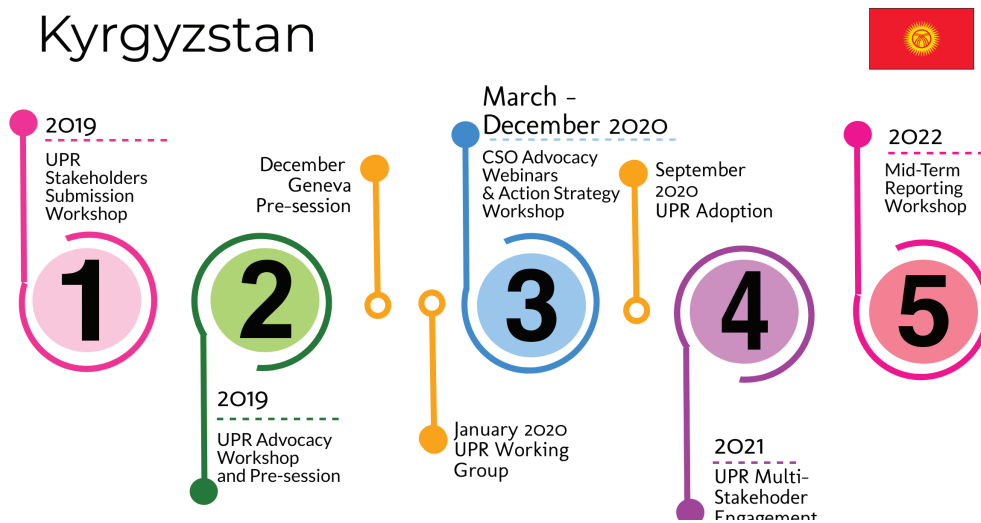 Kyrgyzstan
2019
UPR
Stakeholders
Submission
Workshop
1
2
2019
UPR Advocacy
Workshop
and Pre-session
December
Geneva
Pre-session
January 2020
UPR Working
Group
March -
December 2020
CSO Advocacy
Webinars
& Action Strategy
Workshop
3
September
2020
UPR Adoption
4
2021
UPR Multi-
Stakehoder
Engagement
2022
Mid-Term
Reporting
Workshop
5